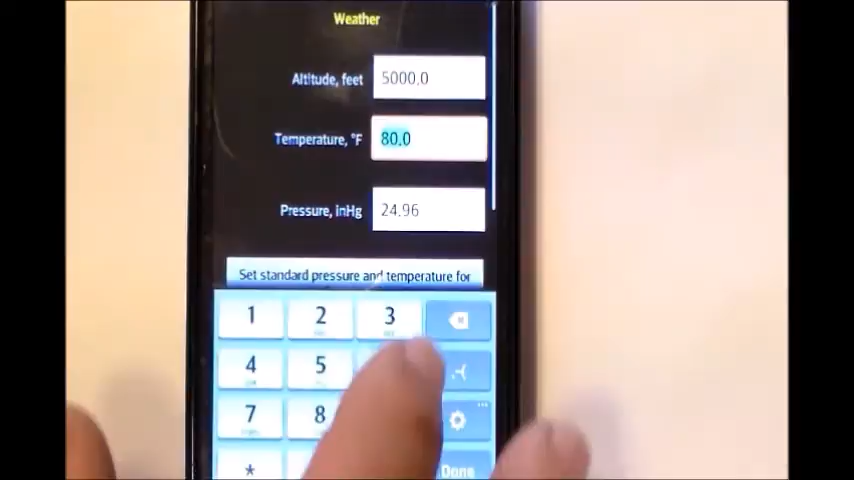 Weather
Altitude, feet 5000.0
Temperature, °F 80.0
Pressure, inHg 24.96
Set standard pressure and temperature for
1 2 3
4 5 .-(
7 8
* Done